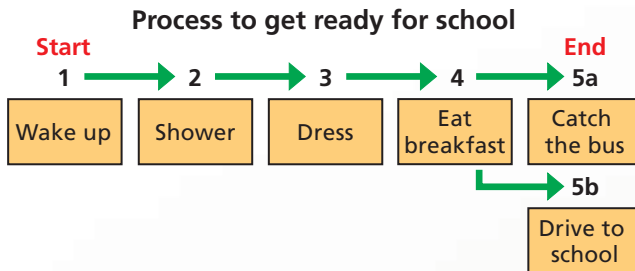 Process to get ready for school
Start
End
1
2
3
4
5a
Wake up
Shower
Dress
Eat
breakfast
Catch
the bus
5b
Drive to
school